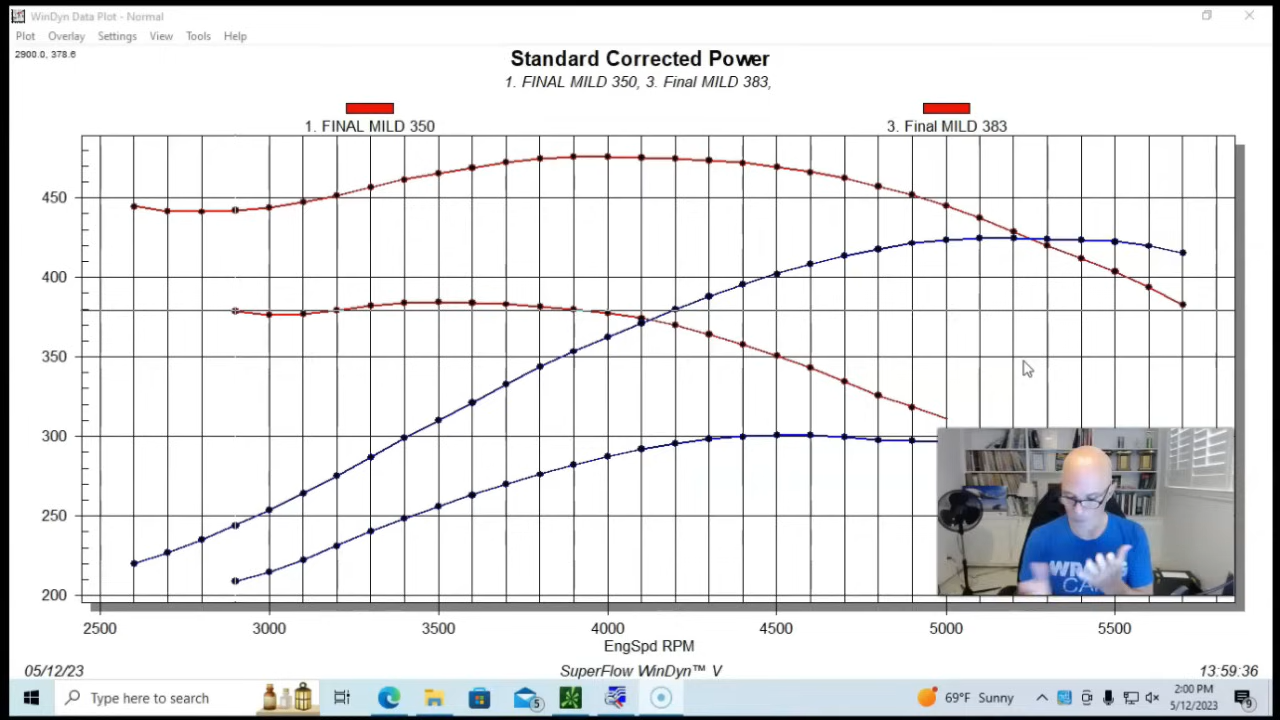 WinDyn Data Plot - Normal
Plot Overlay Settings View Tools Help
2900.0, 378.6
Standard Corrected Power
1. FINAL MILD 350, 3. Final MILD 383,
1. FINAL MILD 350
3. Final MILD 383
450
400
350
300
250
200
2500 3000 3500 4000 4500 5000 5500
EngSpd RPM
05/12/23
SuperFlow WinDyn™ V
13:59:36
Type here to search
5
69°F Sunny
2:00 PM
5/12/2023
9